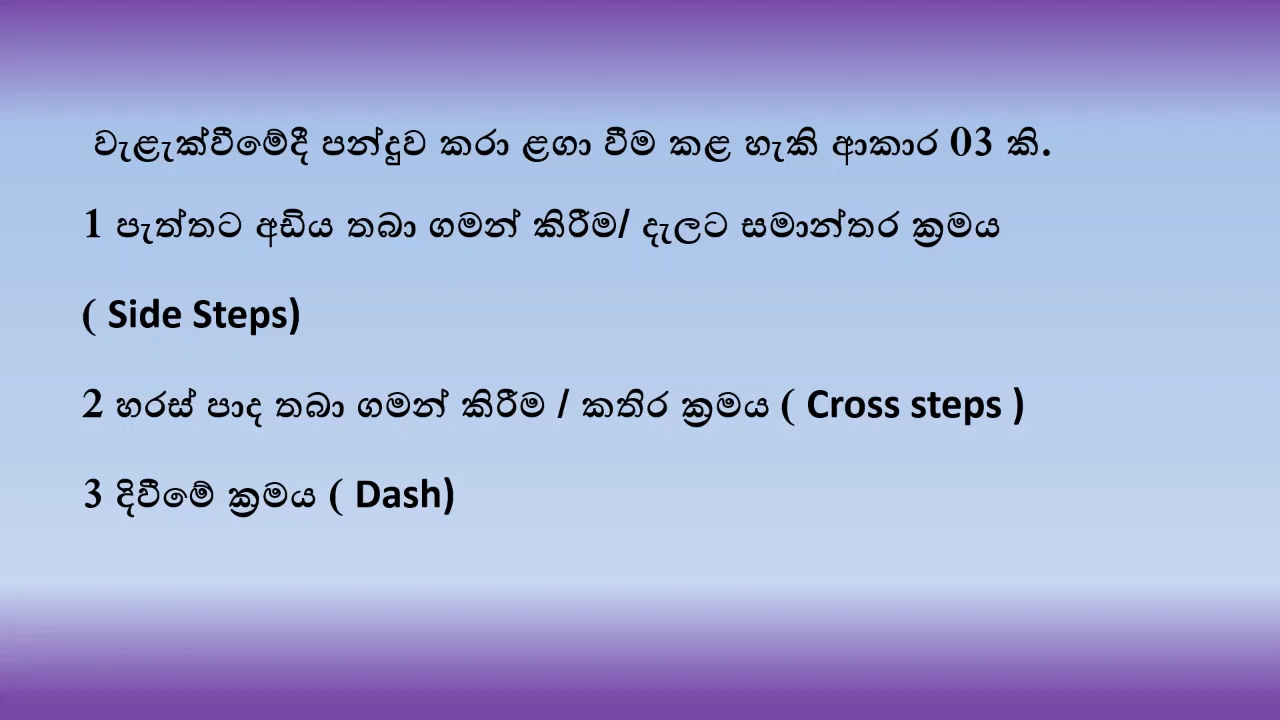 වැළැක්වීමේදී පන්දුව කරා ළගා වීම කළ හැකි ආකාර 03 කි.
1 පැත්තට අඩිය තබා ගමන් කිරීම/ දැලට සමාන්තර ක්‍රමය
( Side Steps)
2 හරස් පාද තබා ගමන් කිරීම / කතිර ක්‍රමය ( Cross steps )
3 දිවීමේ ක්‍රමය ( Dash)